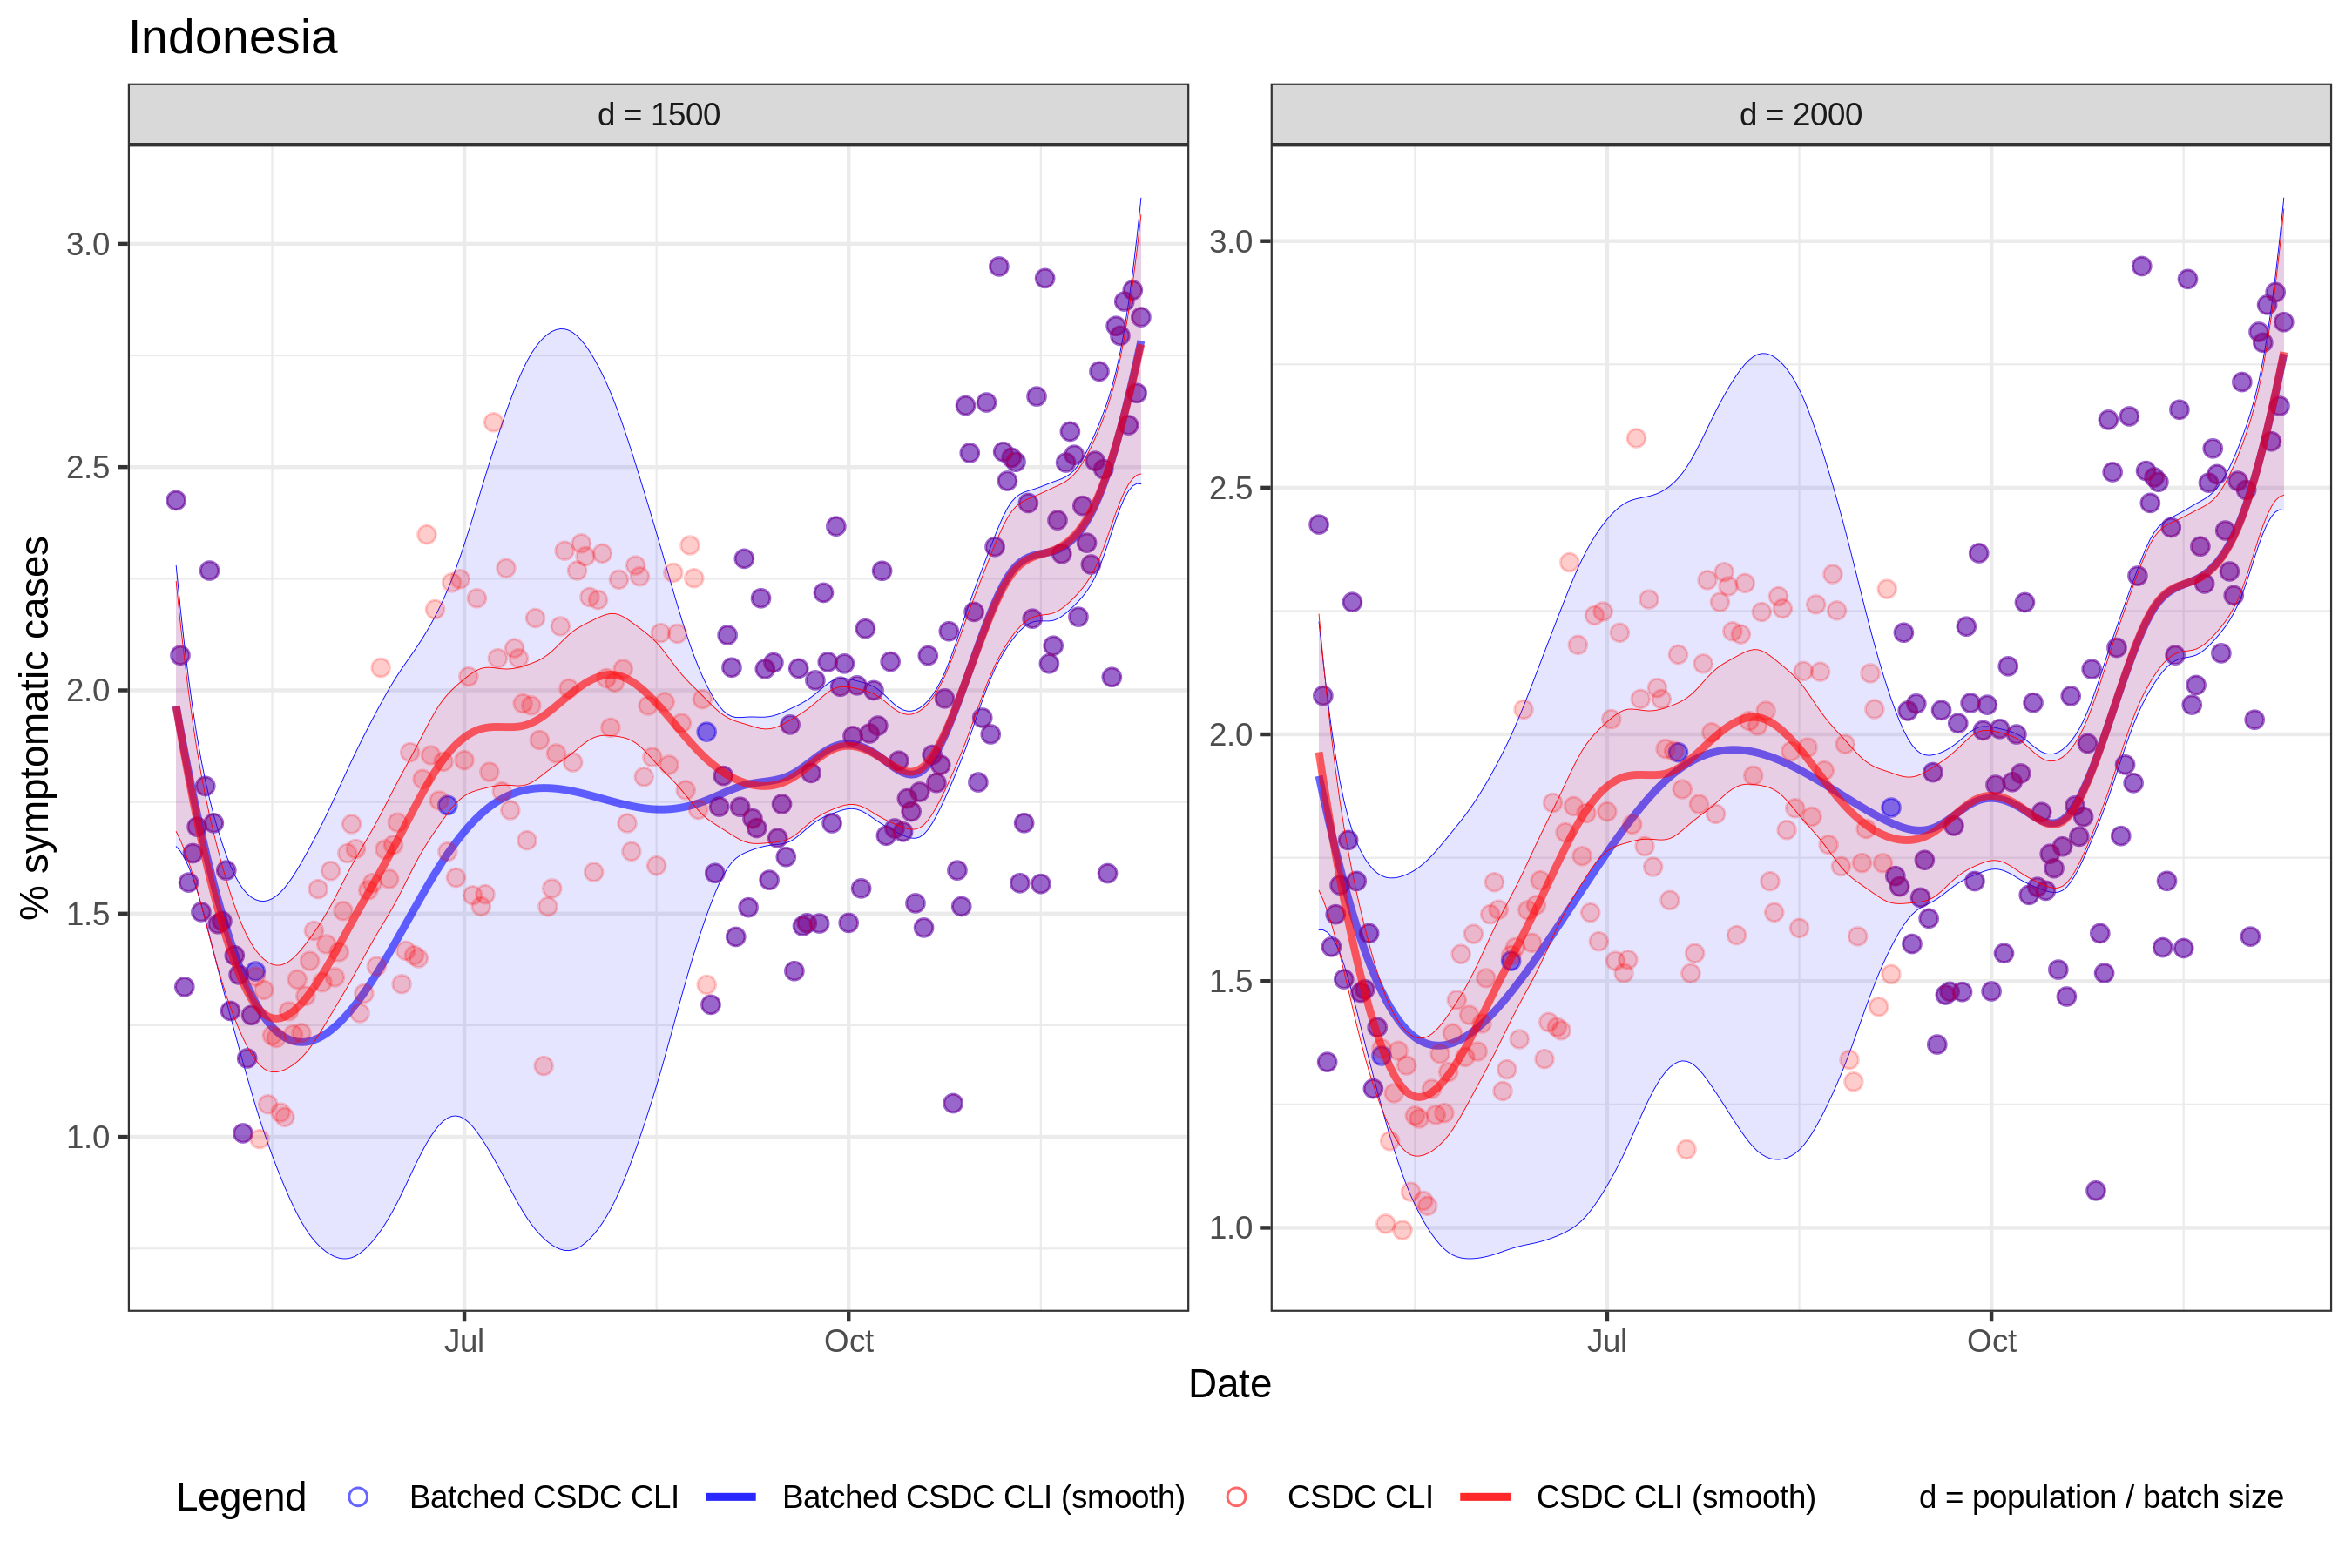 Indonesia
d = 1500
d = 2000
3.0
2.5
2.0
1.5
1.0
3.0
2.5
2.0
1.5
1.0
% symptomatic cases
Jul
Oct
Jul
Oct
Date
Legend
Batched CSDC CLI
Batched CSDC CLI (smooth)
CSDC CLI
CSDC CLI (smooth)
d = population / batch size